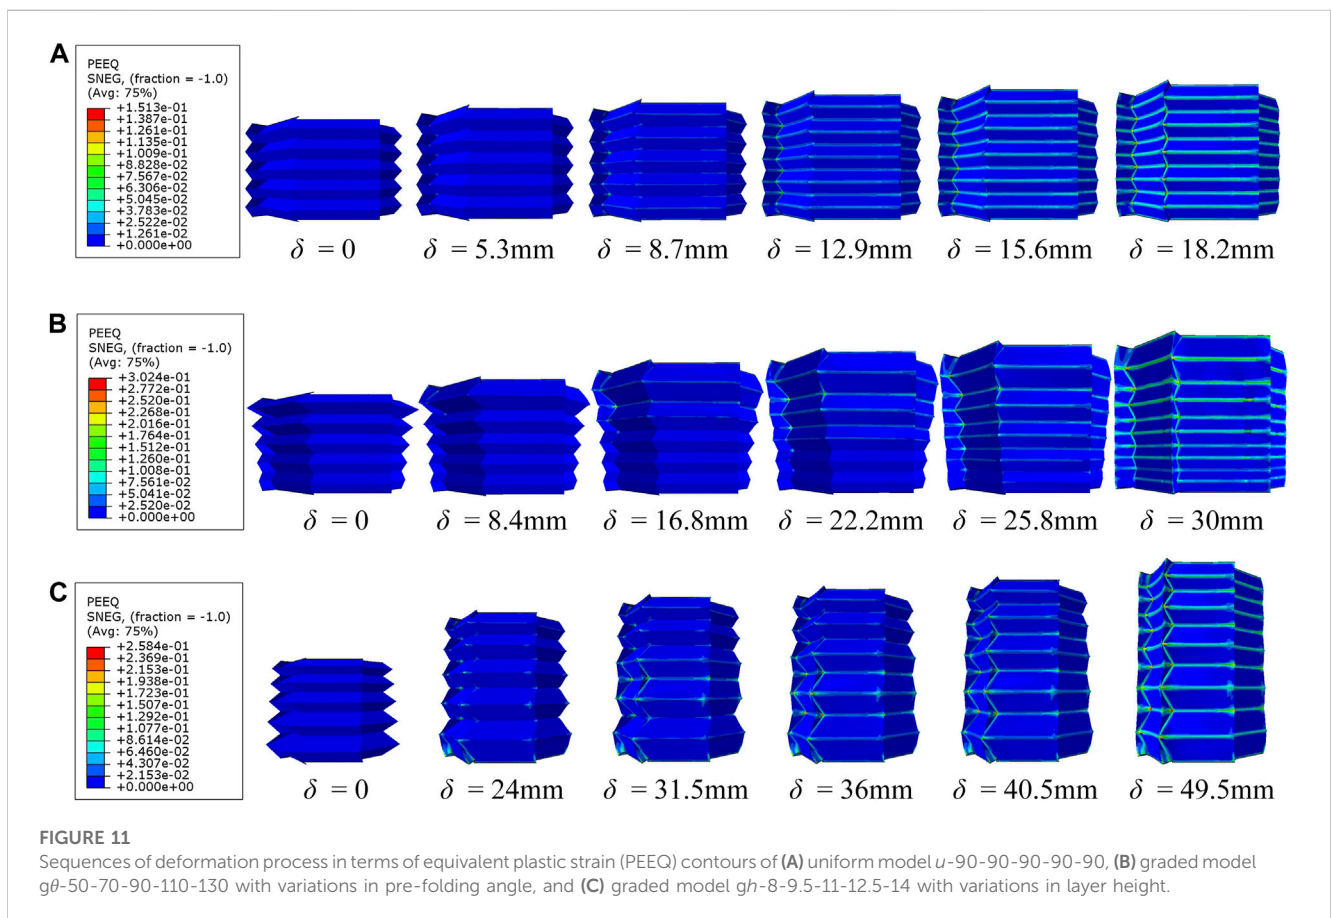 A
PEEQ
SNEG, (fraction = -1.0)
(Avg: 75%)
+1.513e-01
+1.387e-01
+1.261e-01
+1.135e-01
+1.009e-01
+8.828e-02
+7.567e-02
+6.306e-02
+5.045e-02
+3.783e-02
+2.522e-02
+1.261e-02
+0.000e+00
δ = 0
δ = 5.3mm
δ = 8.7mm
δ = 12.9mm
δ = 15.6mm
δ = 18.2mm
B
PEEQ
SNEG, (fraction = -1.0)
(Avg: 75%)
+3.024e-01
+2.772e-01
+2.520e-01
+2.268e-01
+2.016e-01
+1.764e-01
+1.512e-01
+1.260e-01
+1.008e-01
+7.561e-02
+5.041e-02
+2.520e-02
+0.000e+00
δ = 0
δ = 8.4mm
δ = 16.8mm
δ = 22.2mm
δ = 25.8mm
δ = 30mm
C
PEEQ
SNEG, (fraction = -1.0)
(Avg: 75%)
+2.584e-01
+2.369e-01
+2.153e-01
+1.938e-01
+1.723e-01
+1.507e-01
+1.292e-01
+1.077e-01
+8.614e-02
+6.460e-02
+4.307e-02
+2.153e-02
+0.000e+00
δ = 0
δ = 24mm
δ = 31.5mm
δ = 36mm
δ = 40.5mm
δ = 49.5mm
FIGURE 11
Sequences of deformation process in terms of equivalent plastic strain (PEEQ) contours of (A) uniform model u-90-90-90-90-90, (B) graded model
gθ-50-70-90-110-130 with variations in pre-folding angle, and (C) graded model gh-8-9.5-11-12.5-14 with variations in layer height.